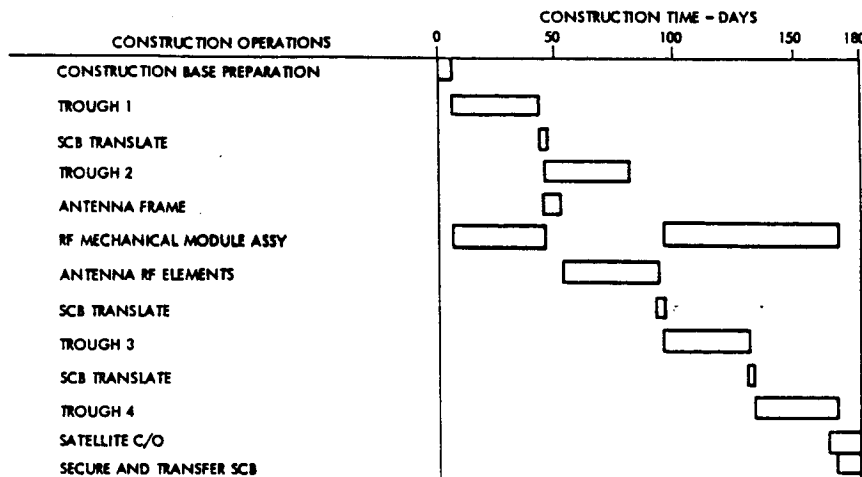 CONSTRUCTION TIME – DAYS
CONSTRUCTION OPERATIONS
0 50 100 150 180
CONSTRUCTION BASE PREPARATION
TROUGH 1
SCB TRANSLATE
TROUGH 2
ANTENNA FRAME
RF MECHANICAL MODULE ASSY
ANTENNA RF ELEMENTS
SCB TRANSLATE
TROUGH 3
SCB TRANSLATE
TROUGH 4
SATELLITE C/O
SECURE AND TRANSFER SCB